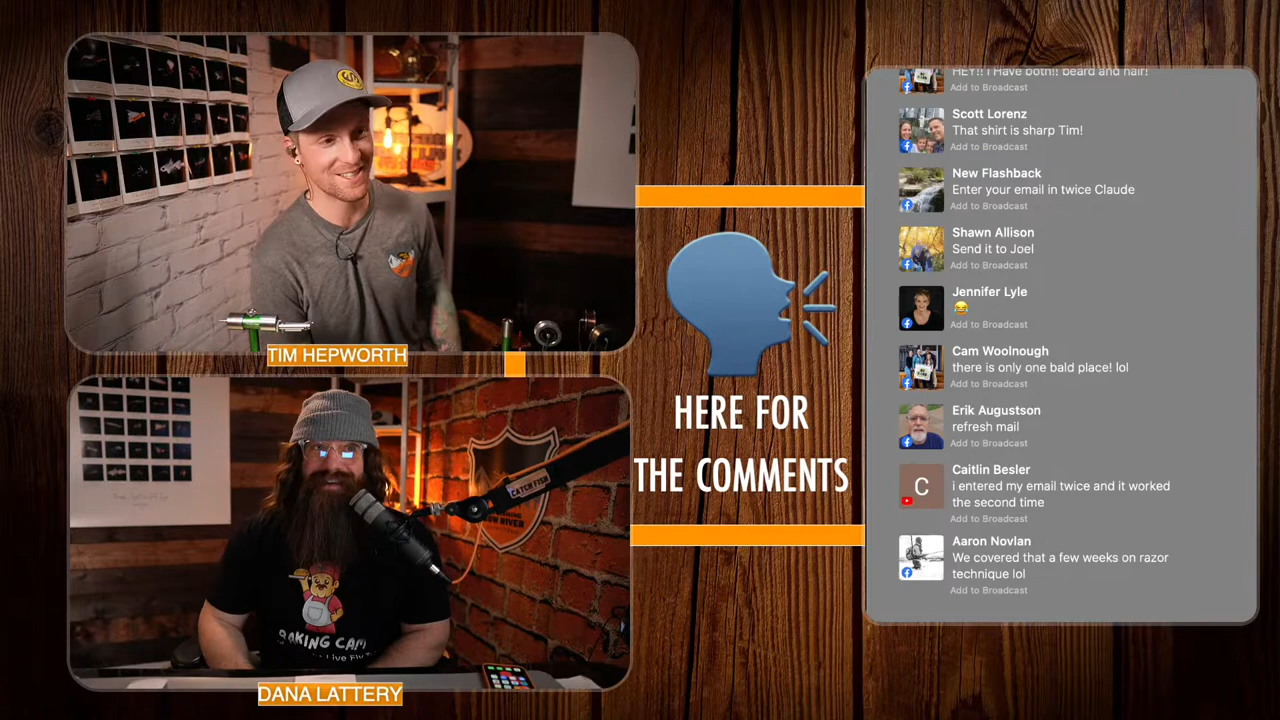 HEY!! I Have both!! beard and hair!
Add to Broadcast
Scott Lorenz
That shirt is sharp Tim!
Add to Broadcast
New Flashback
Enter your email in twice Claude
Add to Broadcast
Shawn Allison
Send it to Joel
Add to Broadcast
Jennifer Lyle
😂
Add to Broadcast
Cam Woolnough
there is only one bald place! lol
Add to Broadcast
Erik Augustson
refresh mail
Add to Broadcast
C
Caitlin Besler
i entered my email twice and it worked
the second time
Add to Broadcast
Aaron Novlan
We covered that a few weeks on razor
technique lol
Add to Broadcast
HERE FOR
THE COMMENTS
TIM HEPWORTH
CATCH FISH
BAKING CAM
Live Fly
DANA LATTERY